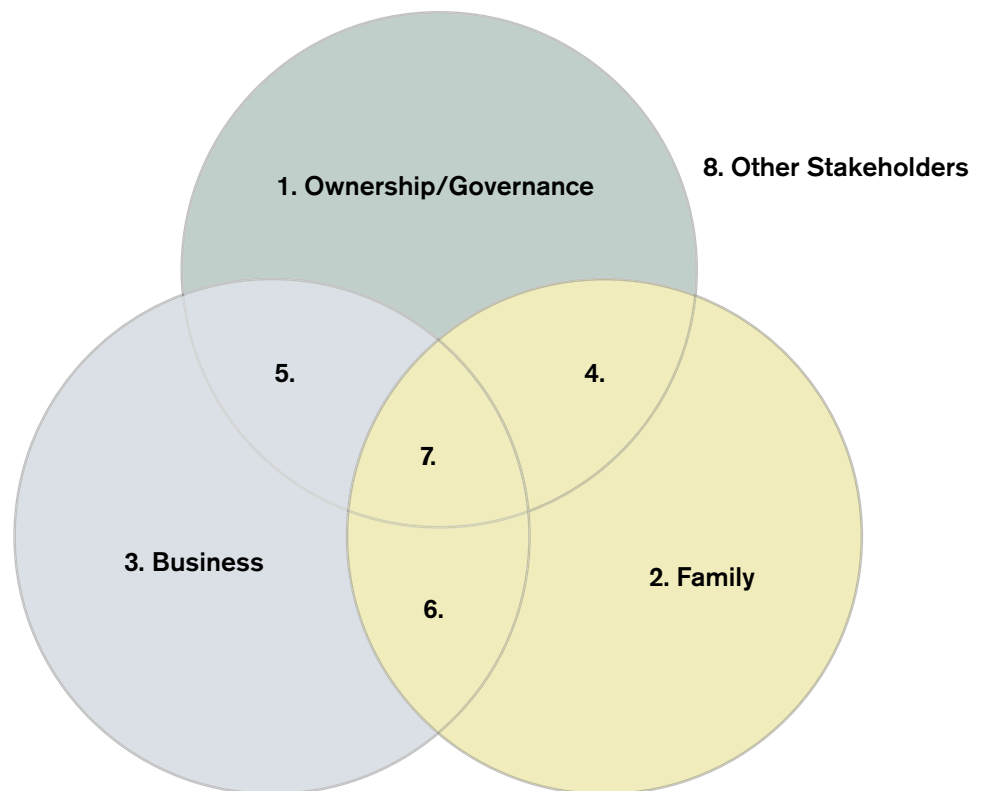 8. Other Stakeholders
1. Ownership/Governance
5.
4.
7.
3. Business
2. Family
6.